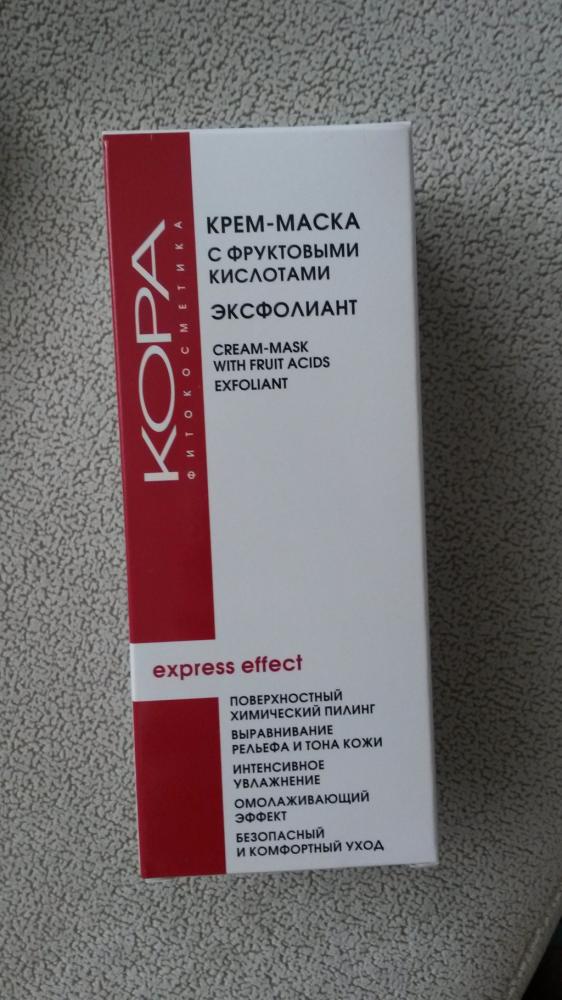 КОРА
ФИТОКОСМЕТИКА
КРЕМ-МАСКА
С ФРУКТОВЫМИ
КИСЛОТАМИ
ЭКСФОЛИАНТ
CREAM-MASK
WITH FRUIT ACIDS
EXFOLIANT
express effect
ПОВЕРХНОСТНЫЙ
ХИМИЧЕСКИЙ ПИЛИНГ
ВЫРАВНИВАНИЕ
РЕЛЬЕФА И ТОНА КОЖИ
ИНТЕНСИВНОЕ
УВЛАЖНЕНИЕ
ОМОЛАЖИВАЮЩИЙ
ЭФФЕКТ
БЕЗОПАСНЫЙ
И КОМФОРТНЫЙ УХОД